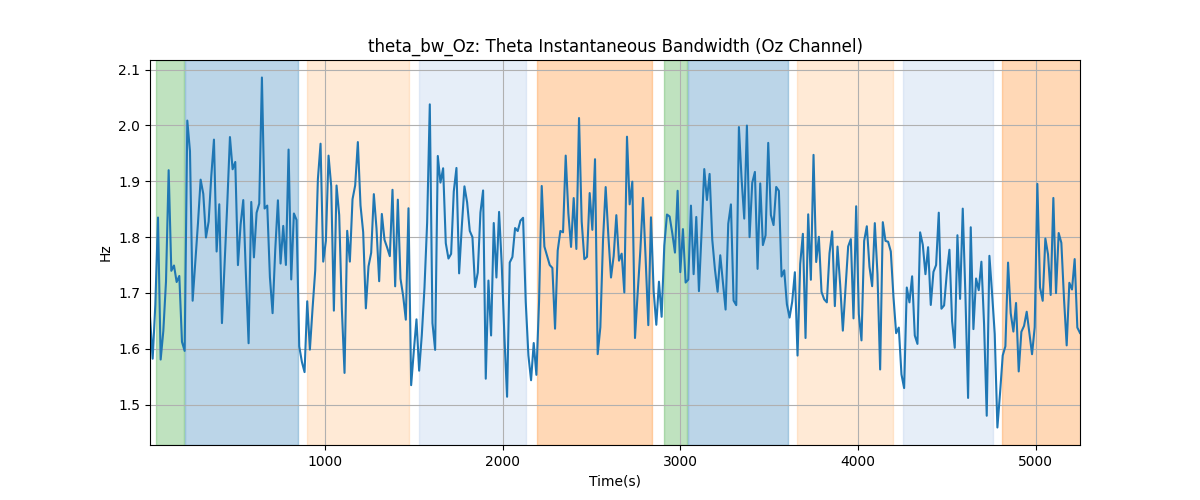 theta_bw_Oz: Theta Instantaneous Bandwidth (Oz Channel)
Hz
2.1
2.0
1.9
1.8
1.7
1.6
1.5
1000 2000 3000 4000 5000
Time(s)